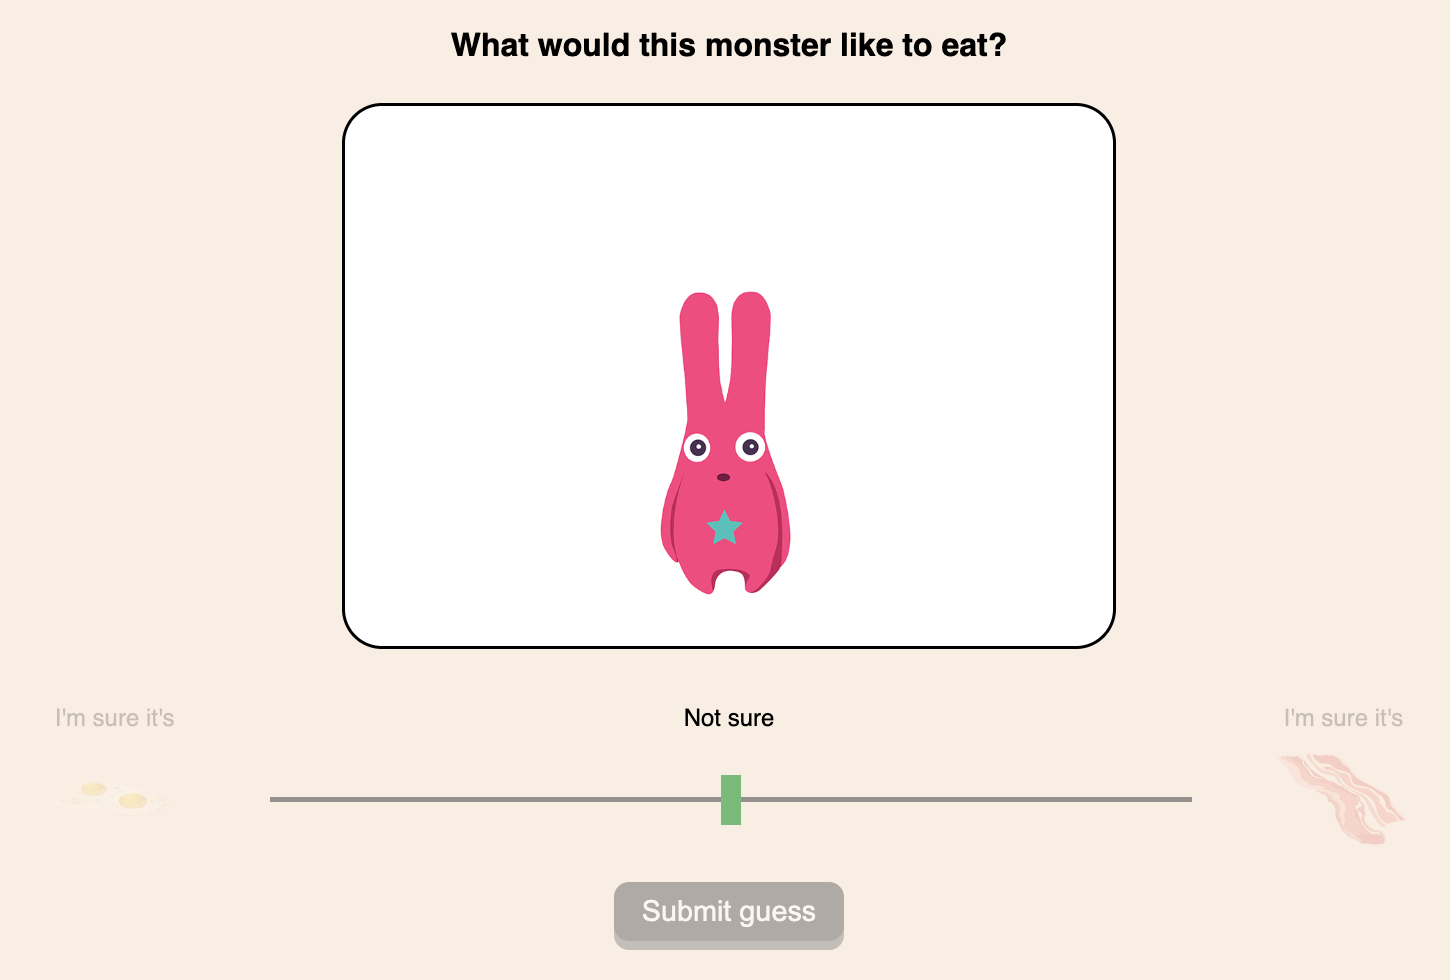 What would this monster like to eat?
I'm sure it's
Not sure
I'm sure it's
Submit guess